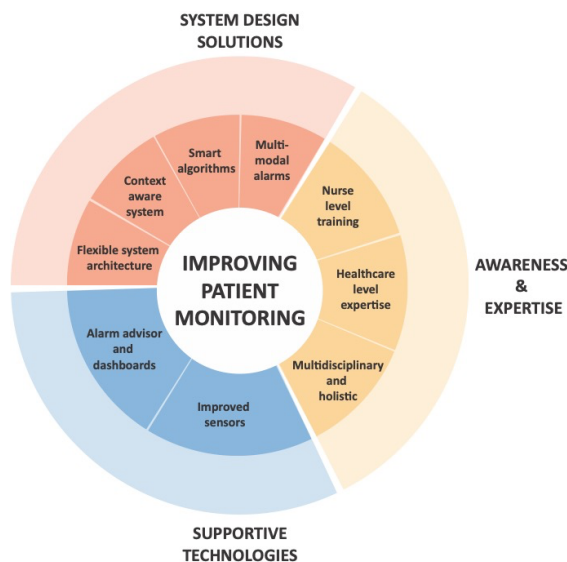 SYSTEM DESIGN
SOLUTIONS
Multi-
modal
alarms
Smart
algorithms
Context
aware
system
Flexible system
architecture
Nurse
level
training
Healthcare
level
expertise
Multidisciplinary
and
holistic
AWARENESS
&
EXPERTISE
IMPROVING
PATIENT
MONITORING
Alarm advisor
and
dashboards
Improved
sensors
SUPPORTIVE
TECHNOLOGIES